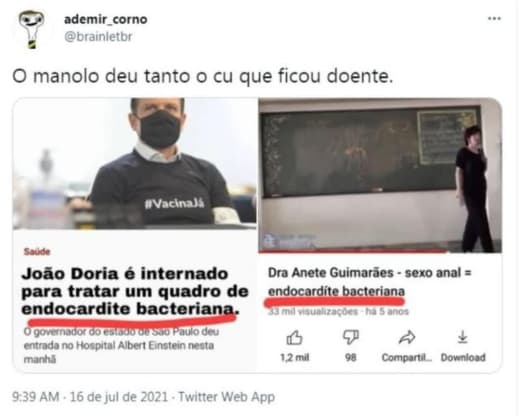 ademir_corno
@brainletbr
O manolo deu tanto o cu que ficou doente.
#VacinaJá
Saúde
João Doria é internado
para tratar um quadro de
endocardite bacteriana.
O governador do estado de São Paulo deu
entrada no Hospital Albert Einstein nesta
manhã
Dra Anete Guimarães - sexo anal =
endocardíte bacteriana
33 mil visualizações · há 5 anos
1,2 mil
98
Compartil...
Download
9:39 AM · 16 de jul de 2021 · Twitter Web App